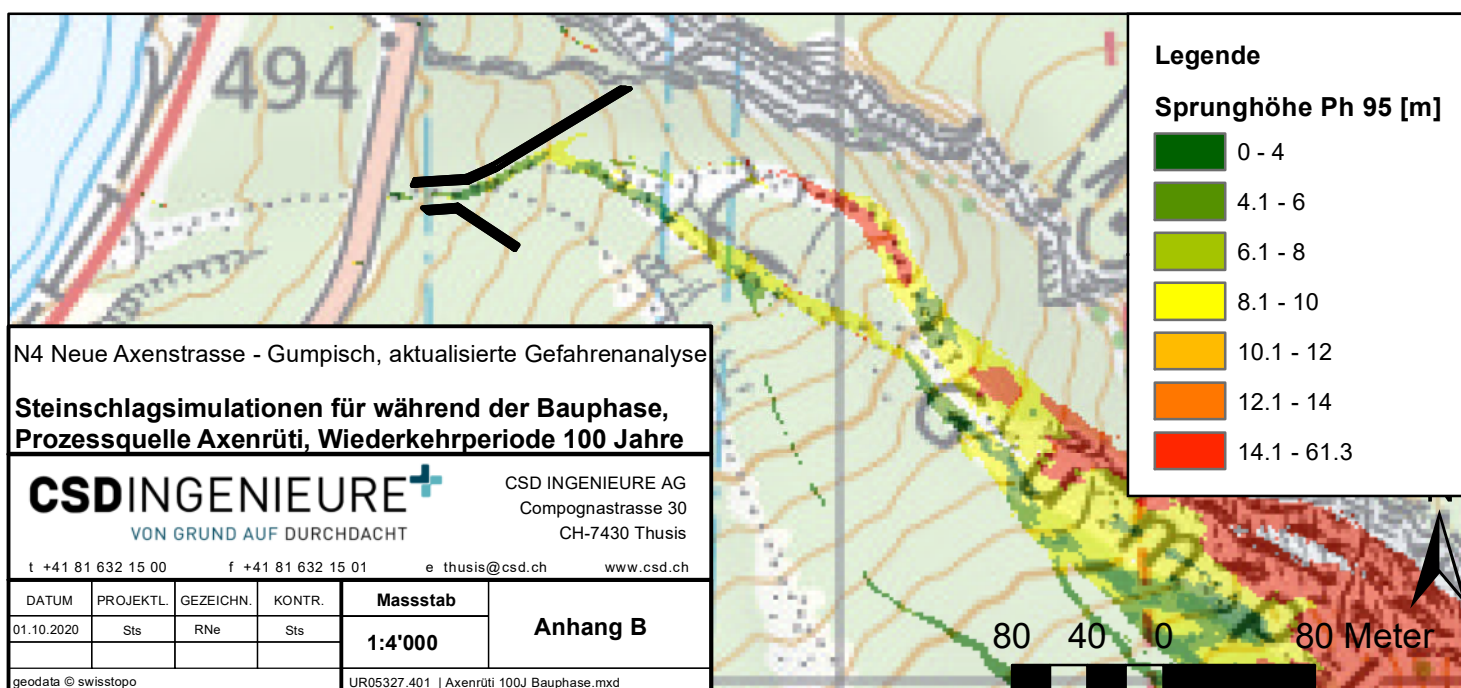 494
Legende
Sprunghöhe Ph 95 [m]
0 - 4
4.1 - 6
6.1 - 8
8.1 - 10
10.1 - 12
12.1 - 14
14.1 - 61.3
N4 Neue Axenstrasse - Gumpisch, aktualisierte Gefahrenanalyse
Steinschlagsimulationen für während der Bauphase,
Prozessquelle Axenrüti, Wiederkehrperiode 100 Jahre
CSDINGENIEURE
VON GRUND AUF DURCHDACHT
CSD INGENIEURE AG
Compognastrasse 30
CH-7430 Thusis
t +41 81 632 15 00 f +41 81 632 15 01 e thusis@csd.ch www.csd.ch
DATUM PROJEKTL. GEZEICHN. KONTR.
01.10.2020 Sts RNe Sts
Massstab
1:4'000
Anhang B
geodata © swisstopo
UR05327.401 | Axenrüti 100J Bauphase.mxd
80 40 0 80 Meter